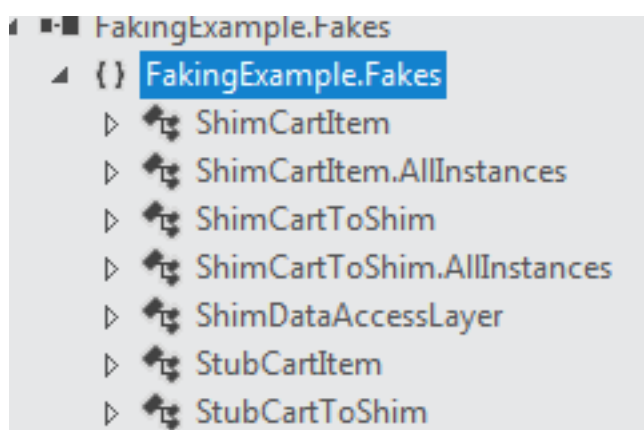 FakingExample.Fakes
{} FakingExample.Fakes
ShimCartItem
ShimCartItem.AllInstances
ShimCartToShim
ShimCartToShim.AllInstances
ShimDataAccessLayer
StubCartItem
StubCartToShim